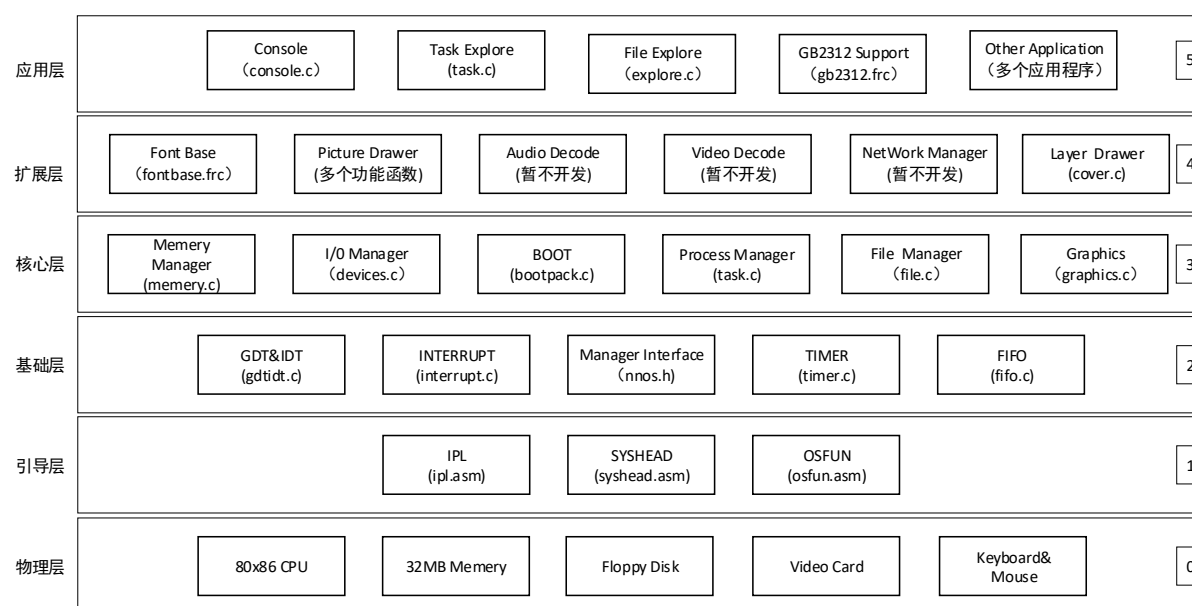 应用层
Console
（console.c）
Task Explore
(task.c)
File Explore
（explore.c）
GB2312 Support
（gb2312.frc）
Other Application
（多个应用程序）
5
扩展层
Font Base
（fontbase.frc）
Picture Drawer
(多个功能函数)
Audio Decode
(暂不开发)
Video Decode
(暂不开发)
NetWork Manager
(暂不开发)
Layer Drawer
(cover.c)
4
核心层
Memery
Manager
(memery.c)
I/0 Manager
（devices.c）
BOOT
(bootpack.c)
Process Manager
(task.c)
File Manager
（file.c）
Graphics
（graphics.c）
3
基础层
GDT&IDT
(gdtidt.c)
INTERRUPT
(interrupt.c)
Manager Interface
（nnos.h)
TIMER
(timer.c)
FIFO
(fifo.c)
2
引导层
IPL
(ipl.asm)
SYSHEAD
(syshead.asm)
OSFUN
(osfun.asm)
1
物理层
80x86 CPU
32MB Memery
Floppy Disk
Video Card
Keyboard&
Mouse
0